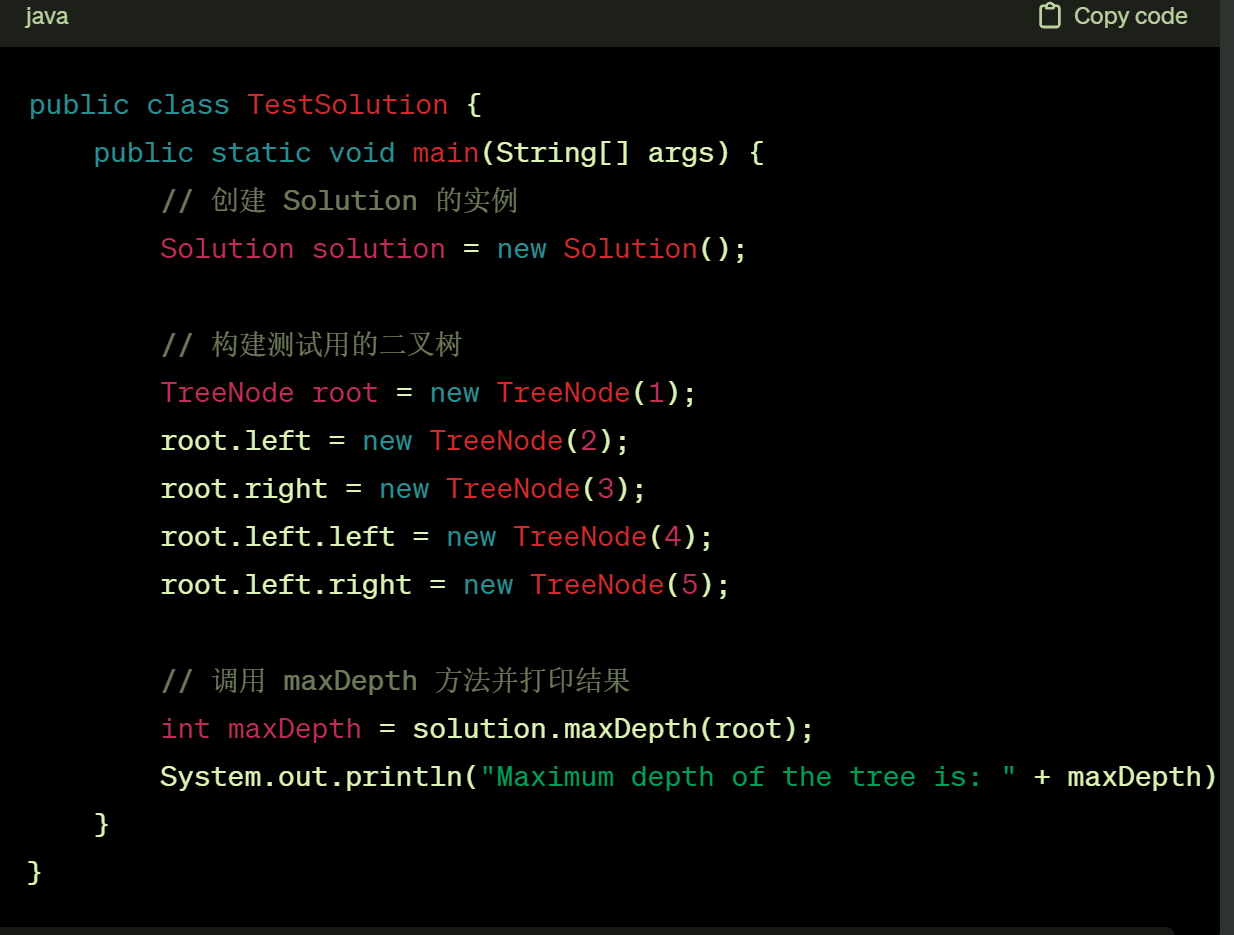 java
Copy code
public class TestSolution {
    public static void main(String[] args) {
        // 创建 Solution 的实例
        Solution solution = new Solution();
        // 构建测试用的二叉树
        TreeNode root = new TreeNode(1);
        root.left = new TreeNode(2);
        root.right = new TreeNode(3);
        root.left.left = new TreeNode(4);
        root.left.right = new TreeNode(5);
        // 调用 maxDepth 方法并打印结果
        int maxDepth = solution.maxDepth(root);
        System.out.println("Maximum depth of the tree is: " + maxDepth)
    }
}